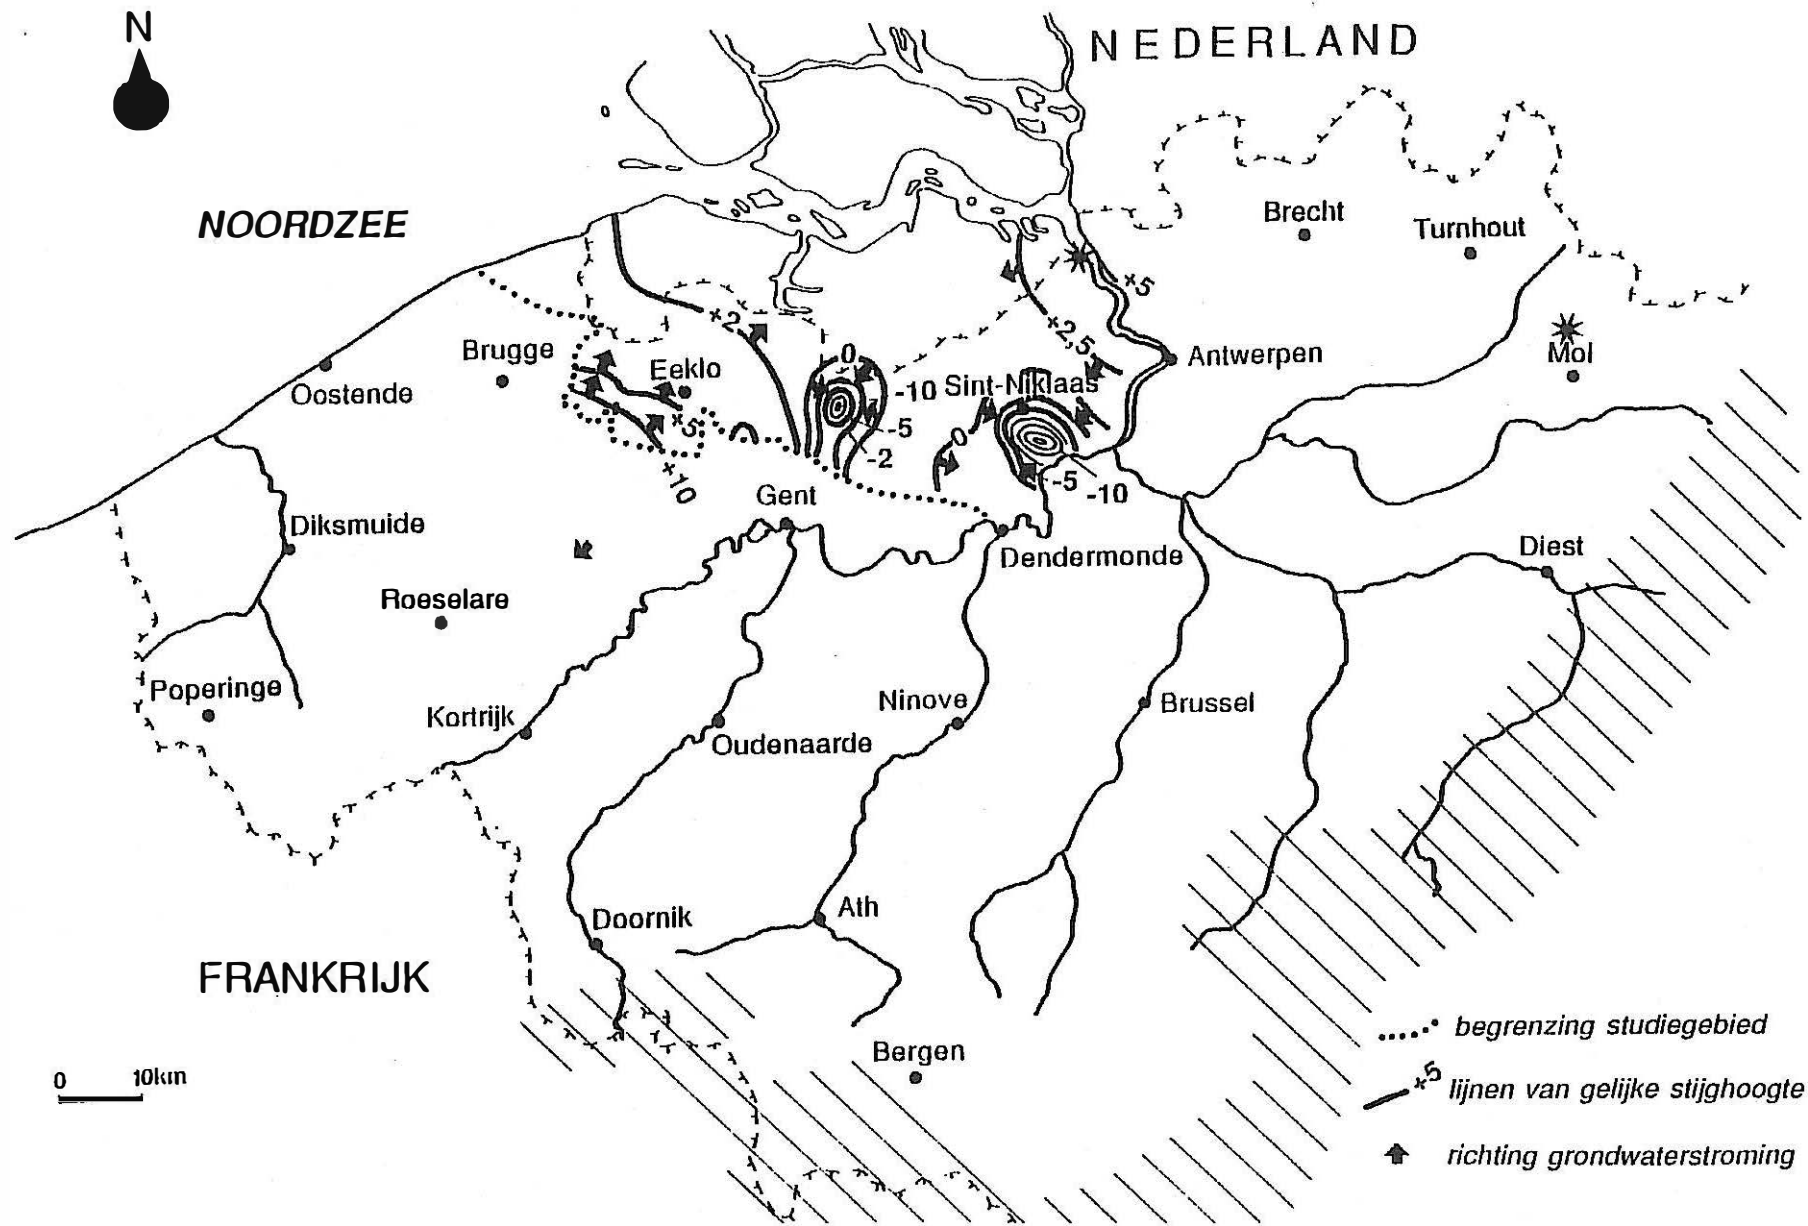 N
NEDERLAND
NOORDZEE
Brecht
Turnhout
+5
+2
+2,5
Brugge
Eeklo
0
Antwerpen
Mol
Oostende
-10
Sint-Niklaas
+5
-5
0
-2
+10
-5
-10
Gent
Diksmuide
Dendermonde
Diest
Roeselare
Poperinge
Kortrijk
Ninove
Brussel
Oudenaarde
Doornik
Ath
FRANKRIJK
Bergen
0 10km
begrenzing studiegebied
+5 lijnen van gelijke stijghoogte
richting grondwaterstroming